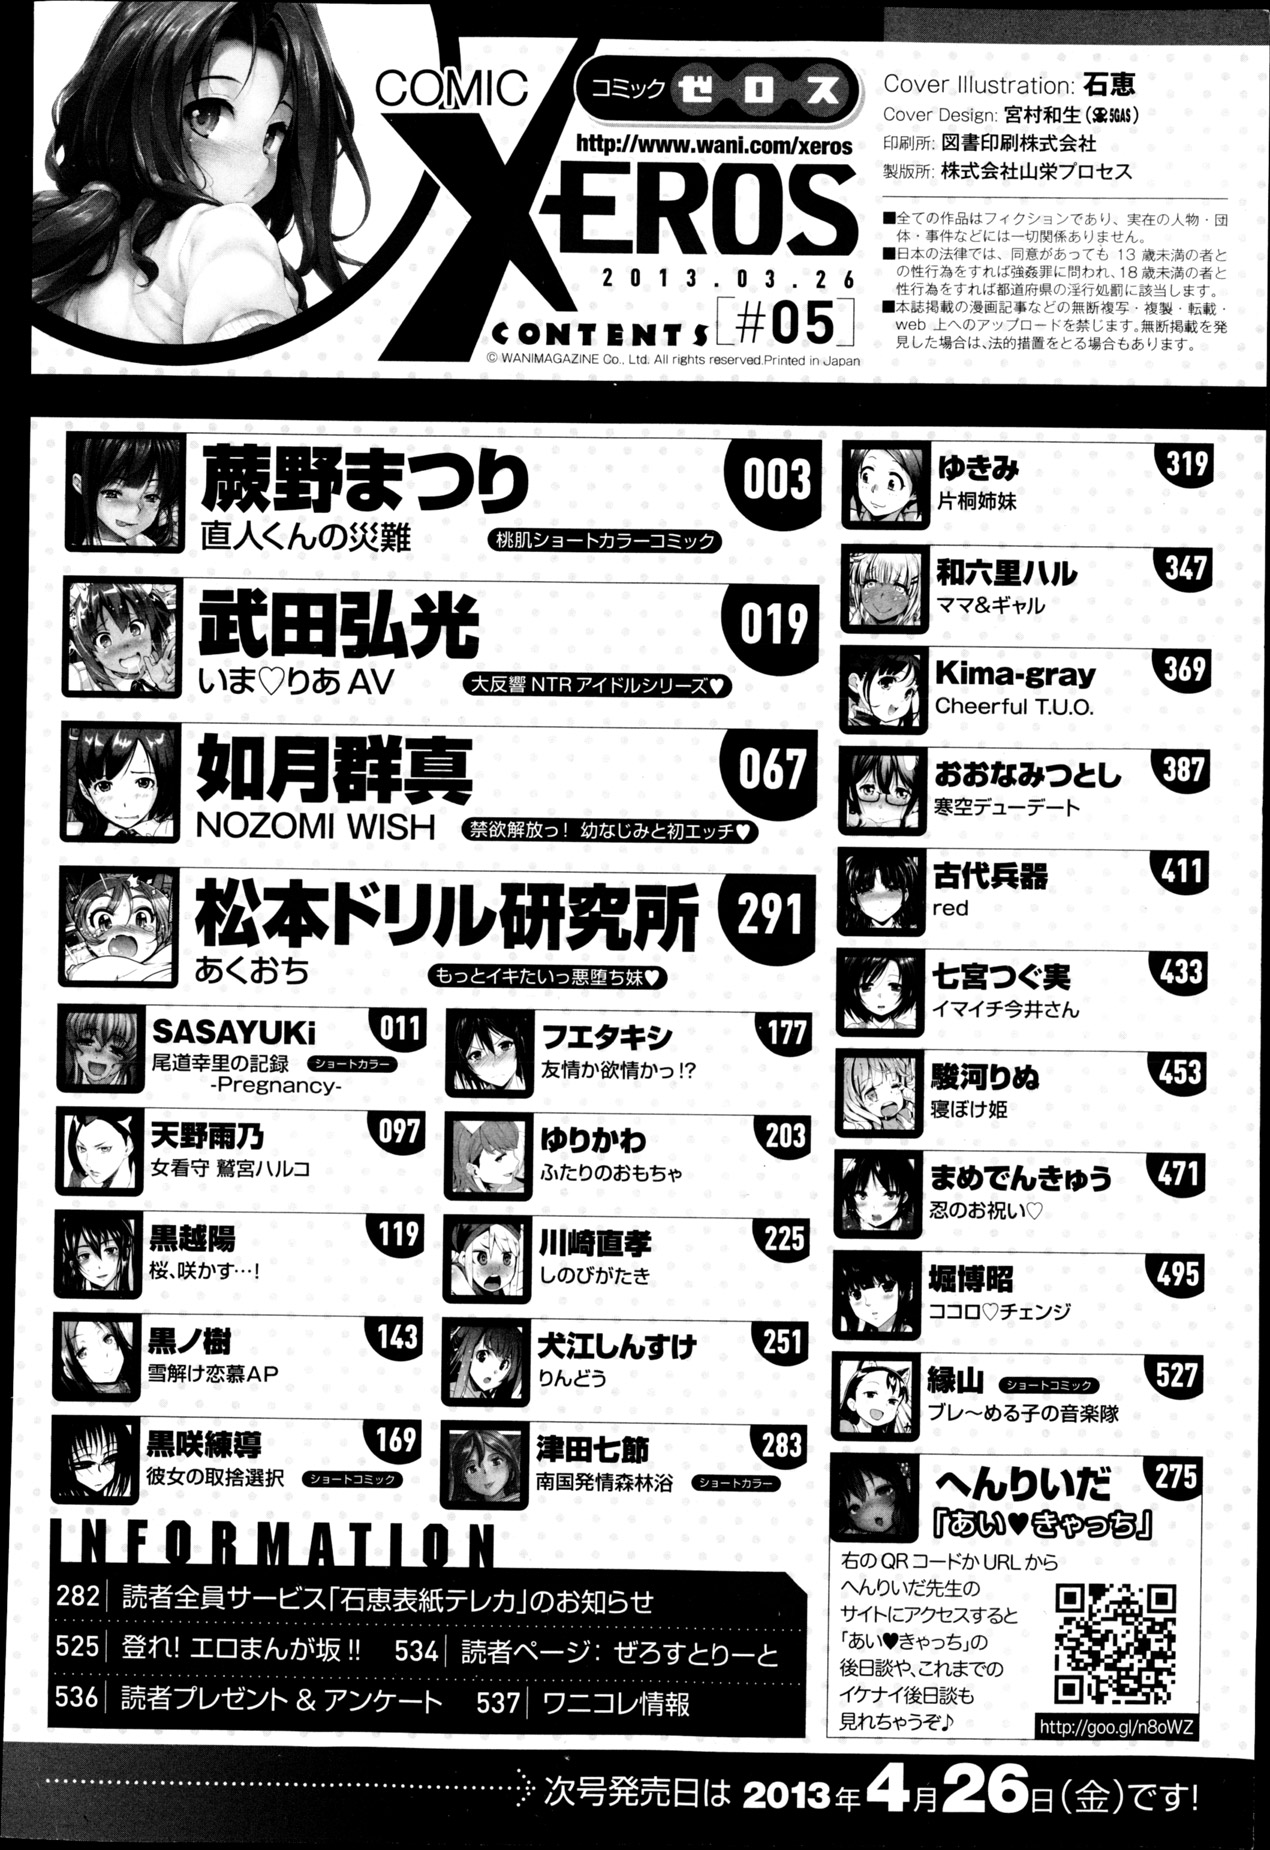 COMIC
コミック ゼロス
http://www.wani.com/xeros
XEROS
2013.03.26
CONTENTS [#05]
© WANIMAGAZINE Co., Ltd. All rights reserved.Printed in Japan
Cover Illustration: 石恵
Cover Design: 宮村和生(5GAS)
印刷所: 図書印刷株式会社
製版所: 株式会社山栄プロセス
■全ての作品はフィクションであり、実在の人物・団
体・事件などには一切関係ありません。
■日本の法律では、同意があっても 13 歳未満の者と
の性行為をすれば強姦罪に問われ、18 歳未満の者と
性行為をすれば都道府県の淫行処罰に該当します。
■本誌掲載の漫画記事などの無断複写・複製・転載・
web 上へのアップロードを禁じます。無断掲載を発
見した場合は、法的措置をとる場合もあります。
蕨野まつり 003
直人くんの災難 桃肌ショートカラーコミック
武田弘光 019
いま♡りあ AV 大反響 NTR アイドルシリーズ♥
如月群真 067
NOZOMI WISH 禁欲解放っ! 幼なじみと初エッチ♥
松本ドリル研究所 291
あくおち もっとイキたいっ悪堕ち妹♥
SASAYUKi 011
尾道幸里の記録 ショートカラー
-Pregnancy-
天野雨乃 097
女看守 鷲宮ハルコ
黒越陽 119
桜、咲かす…!
黒ノ樹 143
雪解け恋慕AP
黒咲練導 169
彼女の取捨選択 ショートコミック
フエタキシ 177
友情か欲情かっ!?
ゆりかわ 203
ふたりのおもちゃ
川崎直孝 225
しのびがたき
犬江しんすけ 251
りんどう
津田七節 283
南国発情森林浴 ショートカラー
ゆきみ 319
片桐姉妹
和六里ハル 347
ママ&ギャル
Kima-gray 369
Cheerful T.U.O.
おおなみつとし 387
寒空デューデート
古代兵器 411
red
七宮つぐ実 433
イマイチ今井さん
駿河りぬ 453
寝ぼけ姫
まめでんきゅう 471
忍のお祝い♡
堀博昭 495
ココロ♡チェンジ
縁山 ショートコミック 527
ブレ〜める子の音楽隊
へんりいだ 275
「あい♥きゃっち」
右の QR コードか URL から
へんりいだ先生の
サイトにアクセスすると
「あい♥きゃっち」の
後日談や、これまでの
イケナイ後日談も
見れちゃうぞ♪
http://goo.gl/n8oWZ
INFORMATION
282 読者全員サービス「石恵表紙テレカ」のお知らせ
525 登れ! エロまんが坂!! 534 読者ページ: ぜろすとりーと
536 読者プレゼント & アンケート 537 ワニコレ情報
次号発売日は 2013年4月26日(金)です!